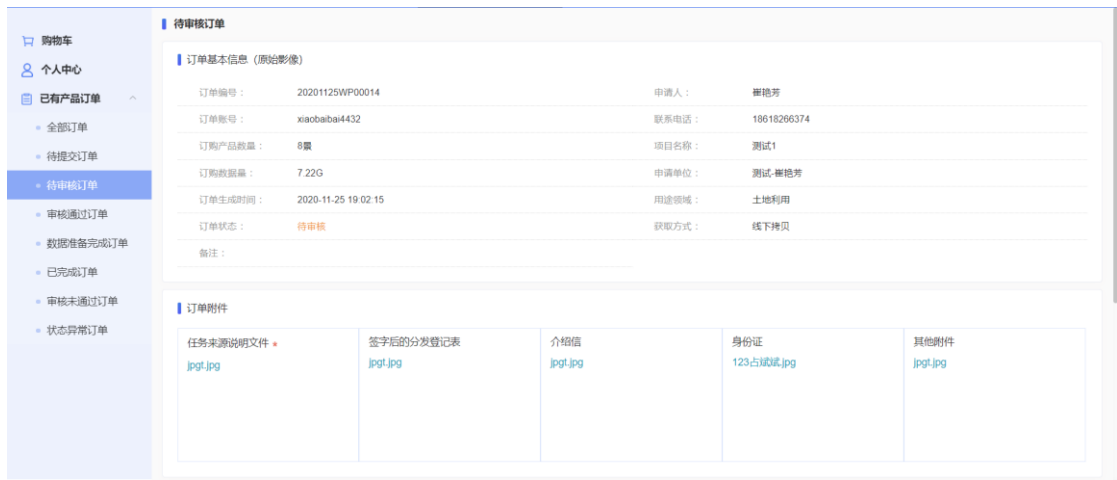 购物车
个人中心
已有产品订单
全部订单
待提交订单
待审核订单
审核通过订单
数据准备完成订单
已完成订单
审核未通过订单
状态异常订单
待审核订单
订单基本信息（原始影像）
订单编号： 20201125WP00014 申请人： 崔艳芳
订单账号： xiaobaibai4432 联系电话： 18618266374
订购产品数量： 8景 项目名称： 测试1
订购数据量： 7.22G 申请单位： 测试-崔艳芳
订单生成时间： 2020-11-25 19:02:15 用途领域： 土地利用
订单状态： 待审核 获取方式： 线下拷贝
备注：
订单附件
任务来源说明文件 * 签字后的分发登记表 介绍信 身份证 其他附件
jpgt.jpg jpgt.jpg jpgt.jpg 123占斌斌.jpg jpgt.jpg